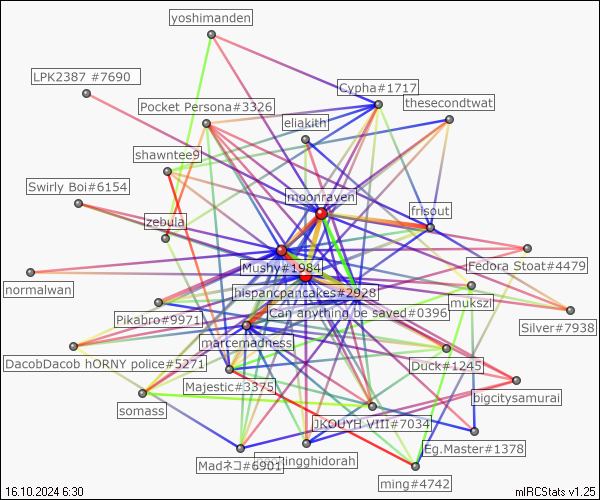 yoshimanden
LPK2387 #7690
Cypha#1717
Pocket Persona#3326
thesecondtwat
eliakith
shawntee9
Swirly Boi#6154
moonraven
frisout
zebula
Mushy#1984
Fedora Stoat#4479
normalwan
hispancpancakes#2928
mukszi
Can anything be saved#0396
Pikabro#9971
Silver#7938
marcemadness
DacobDacob hORNY police#5271
Duck#1245
Majestic#3375
bigcitysamurai
somass
JKOUYH VIII#7034
Eg.Master#1378
Madネコ#6901
ming#4742
16.10.2024 6:30
mIRCStats v1.25